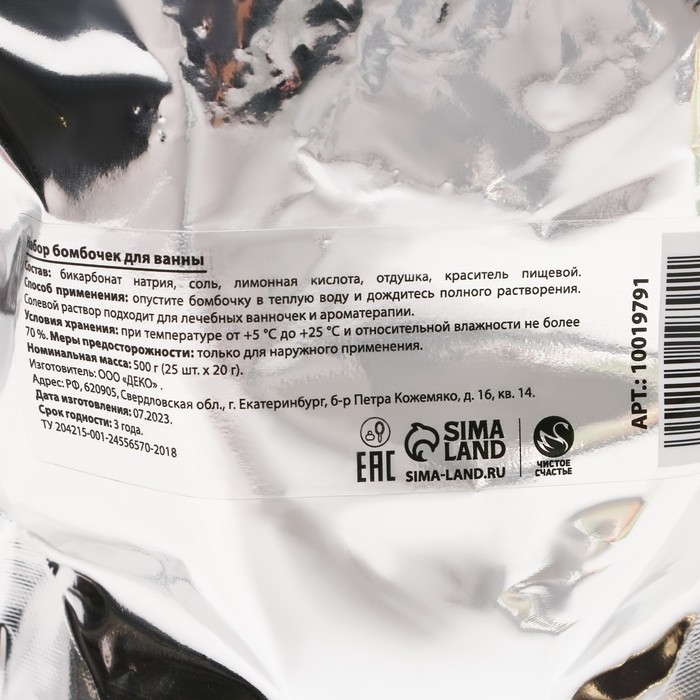 Набор бомбочек для ванны
Состав: бикарбонат натрия, соль, лимонная кислота, отдушка, краситель пищевой.
Способ применения: опустите бомбочку в теплую воду и дождитесь полного растворения.
Солевой раствор подходит для лечебных ванночек и ароматерапии.
Условия хранения: при температуре от +5 °C до +25 °C и относительной влажности не более
70 %. Меры предосторожности: только для наружного применения.
Номинальная масса: 500 г (25 шт. х 20 г).
Изготовитель: ООО «ДЕКО» .
Адрес: РФ, 620905, Свердловская обл., г. Екатеринбург, б-р Петра Кожемяко, д. 16, кв. 14.
Дата изготовления: 07.2023.
Срок годности: 3 года.
ТУ 204215-001-24556570-2018
EAC
SIMA
LAND
SIMA-LAND.RU
ЧИСТОЕ
СЧАСТЬЕ
АРТ.: 10019791